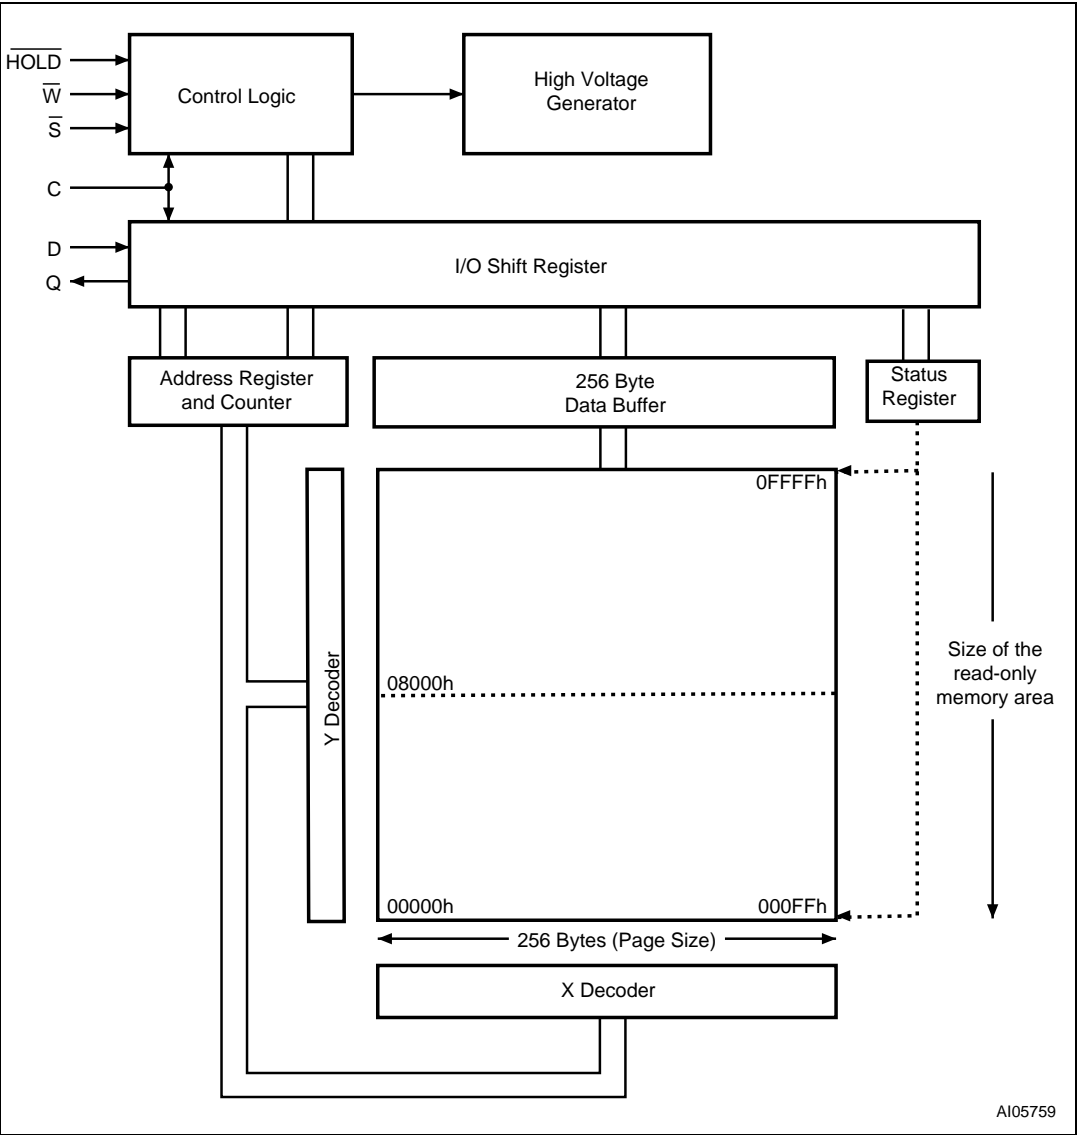 HOLD
W
S
C
D
Q
Control Logic
High Voltage
Generator
I/O Shift Register
Address Register
and Counter
256 Byte
Data Buffer
Status
Register
0FFFFh
Y Decoder
08000h
Size of the
read-only
memory area
00000h
000FFh
256 Bytes (Page Size)
X Decoder
AI05759